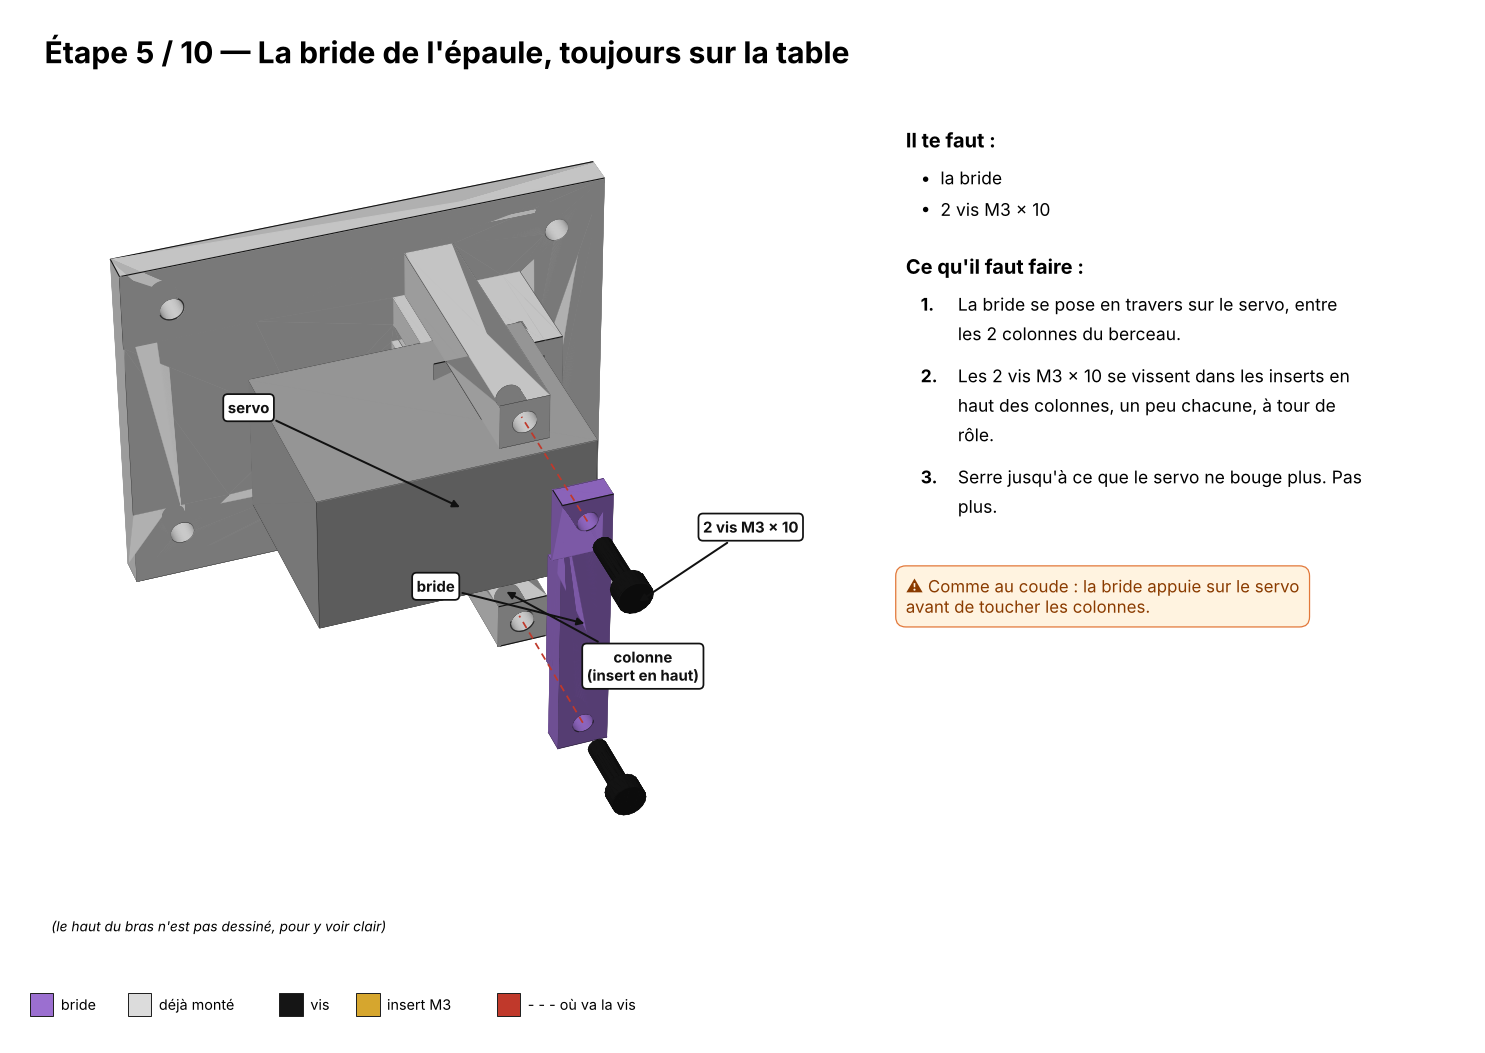 Étape 5 / 10 — La bride de l'épaule, toujours sur la table
Il te faut :
• la bride
• 2 vis M3 × 10
Ce qu'il faut faire :
1. La bride se pose en travers sur le servo, entre
les 2 colonnes du berceau.
2. Les 2 vis M3 × 10 se vissent dans les inserts en
haut des colonnes, un peu chacune, à tour de
rôle.
3. Serre jusqu'à ce que le servo ne bouge plus. Pas
plus.
⚠ Comme au coude : la bride appuie sur le servo
avant de toucher les colonnes.
servo
2 vis M3 × 10
bride
colonne
(insert en haut)
(le haut du bras n'est pas dessiné, pour y voir clair)
bride
déjà monté
vis
insert M3
- - - où va la vis